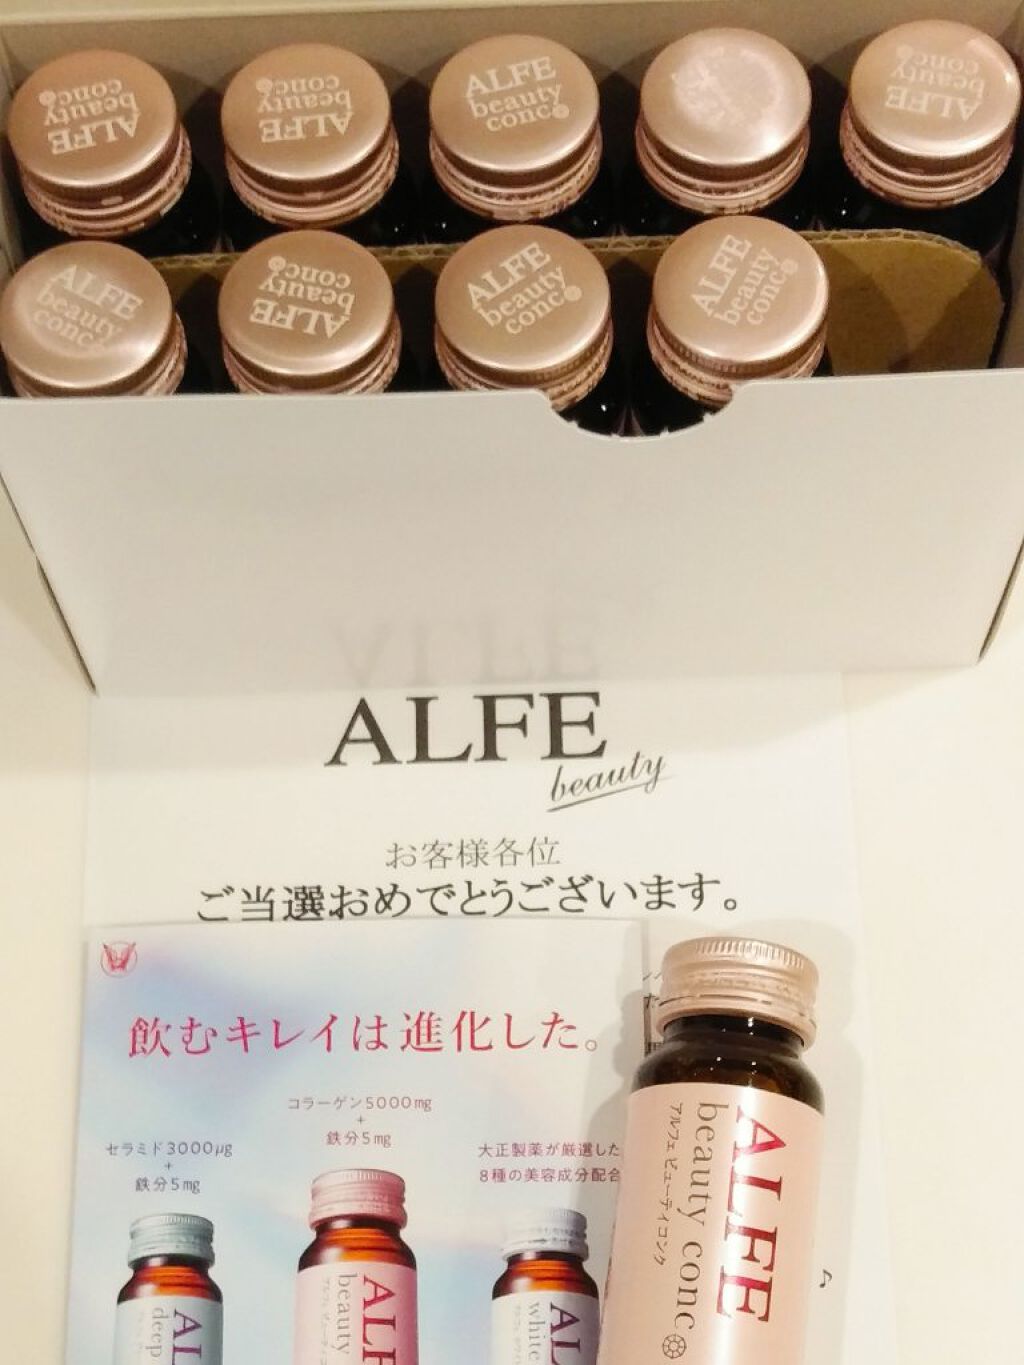 ALFE
beauty
conc
ALFE
beauty
conc
ALFE
beauty
conc
ALFE
beauty
conc
ALFE
beauty
conc
ALFE
beauty
conc
ALFE
beauty
conc
ALFE
beauty
conc
ALFE
beauty
お客様各位
ご当選おめでとうございます。
飲むキレイは進化した。
コラーゲン5000mg
+
鉄分5mg
セラミド3000μg
+
鉄分5mg
大正製薬が厳選した
8種の美容成分配合
deep
beauty
white
ALFE
beauty conc
アルフェ ビューティコンク